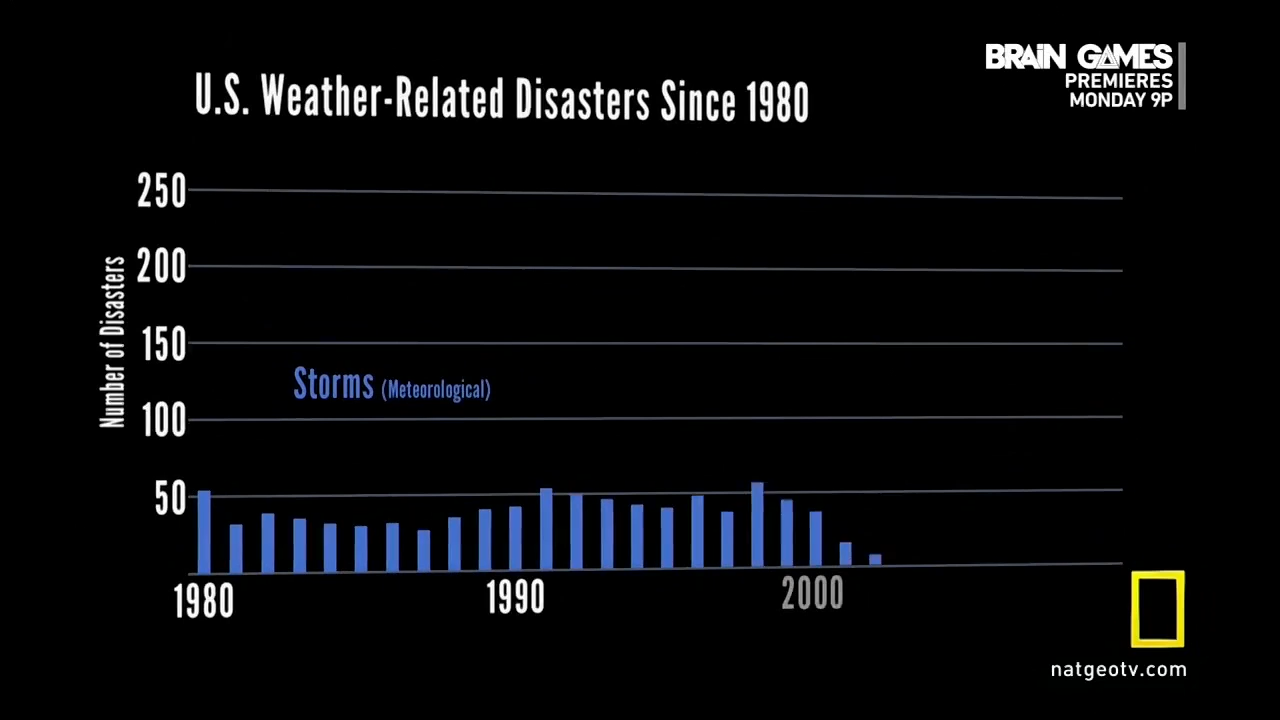 BRAIN GAMES
PREMIERES
MONDAY 9P
U.S. Weather-Related Disasters Since 1980
250
200
150
100
50
Number of Disasters
Storms (Meteorological)
1980
1990
2000
natgeotv.com